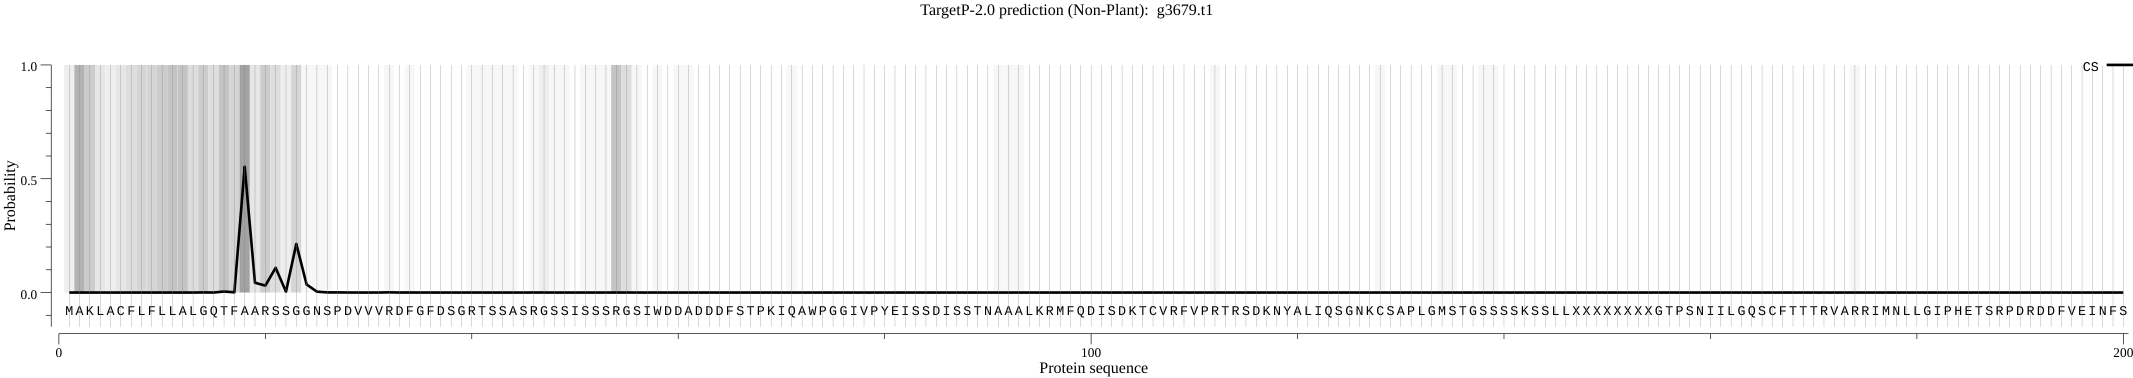 TargetP-2.0 prediction (Non-Plant): g3679.t1
1.0
CS
0.5
0.0
Probability
MAKLACFLFLLALGQTFAARSSGGNSPDVVVRDFGFDSGRTSSASRGSSISSSRGSIWDDADDDFSTPKIQAWPGGIVPYEISSDISSTNAAALKRMFQDISDKTCVRFVPRTRSDKNYALIQSGNKCSAPLGMSTGSSSSKSSLLXXXXXXXXGTPSNIILGQSCFTTTRVARRIMNLLGIPHETSRPDRDDFVEINFS
0
100
200
Protein sequence